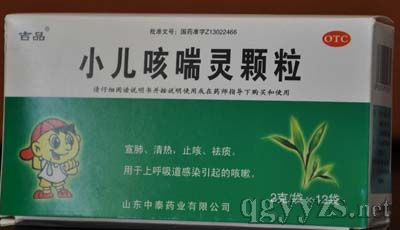 批准文号：国药准字Z13022466
吉品
OTC
小儿咳喘灵颗粒
请仔细阅读说明书并按说明使用或在药师指导下购买和使用
宣肺、清热，止咳、祛痰。
用于上呼吸道感染引起的咳嗽。
2克/袋×12袋
山东中泰药业有限公司
qgyyzs.net